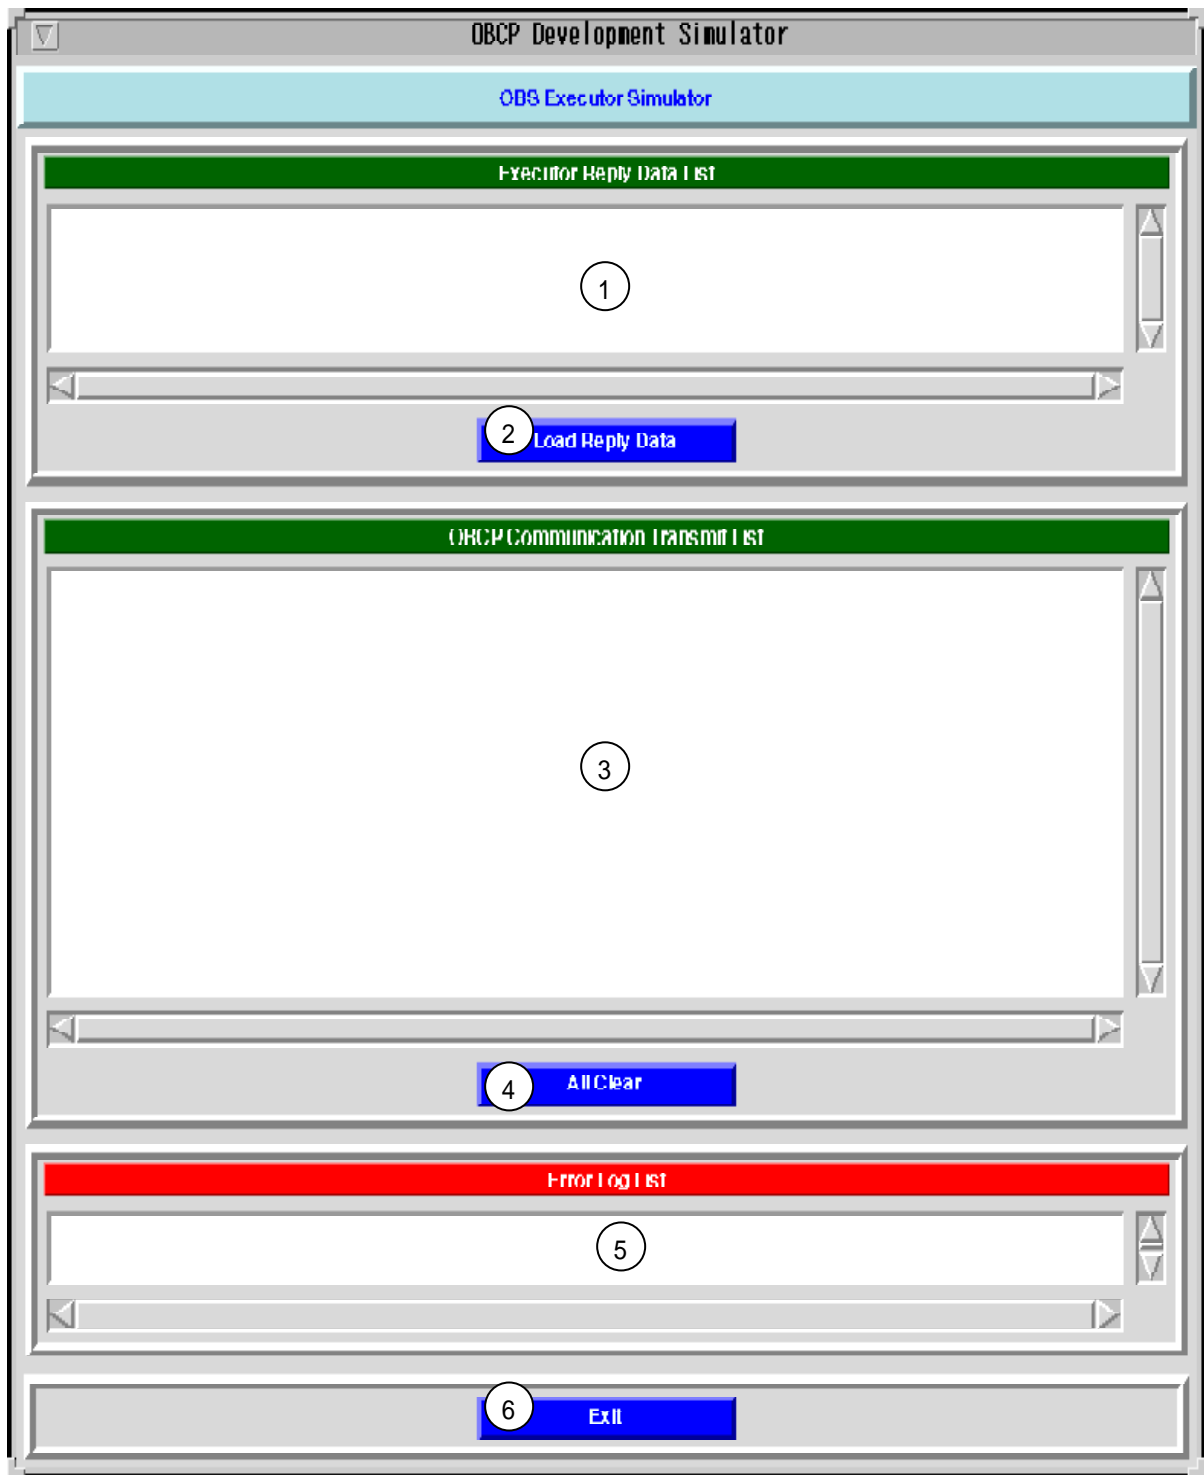 OBCP Development Simulator
ODS Executor Simulator
Executor Reply Data List
1
2
Load Reply Data
OBCP Communication Transmit List
3
4
All Clear
Error Log List
5
6
Exit